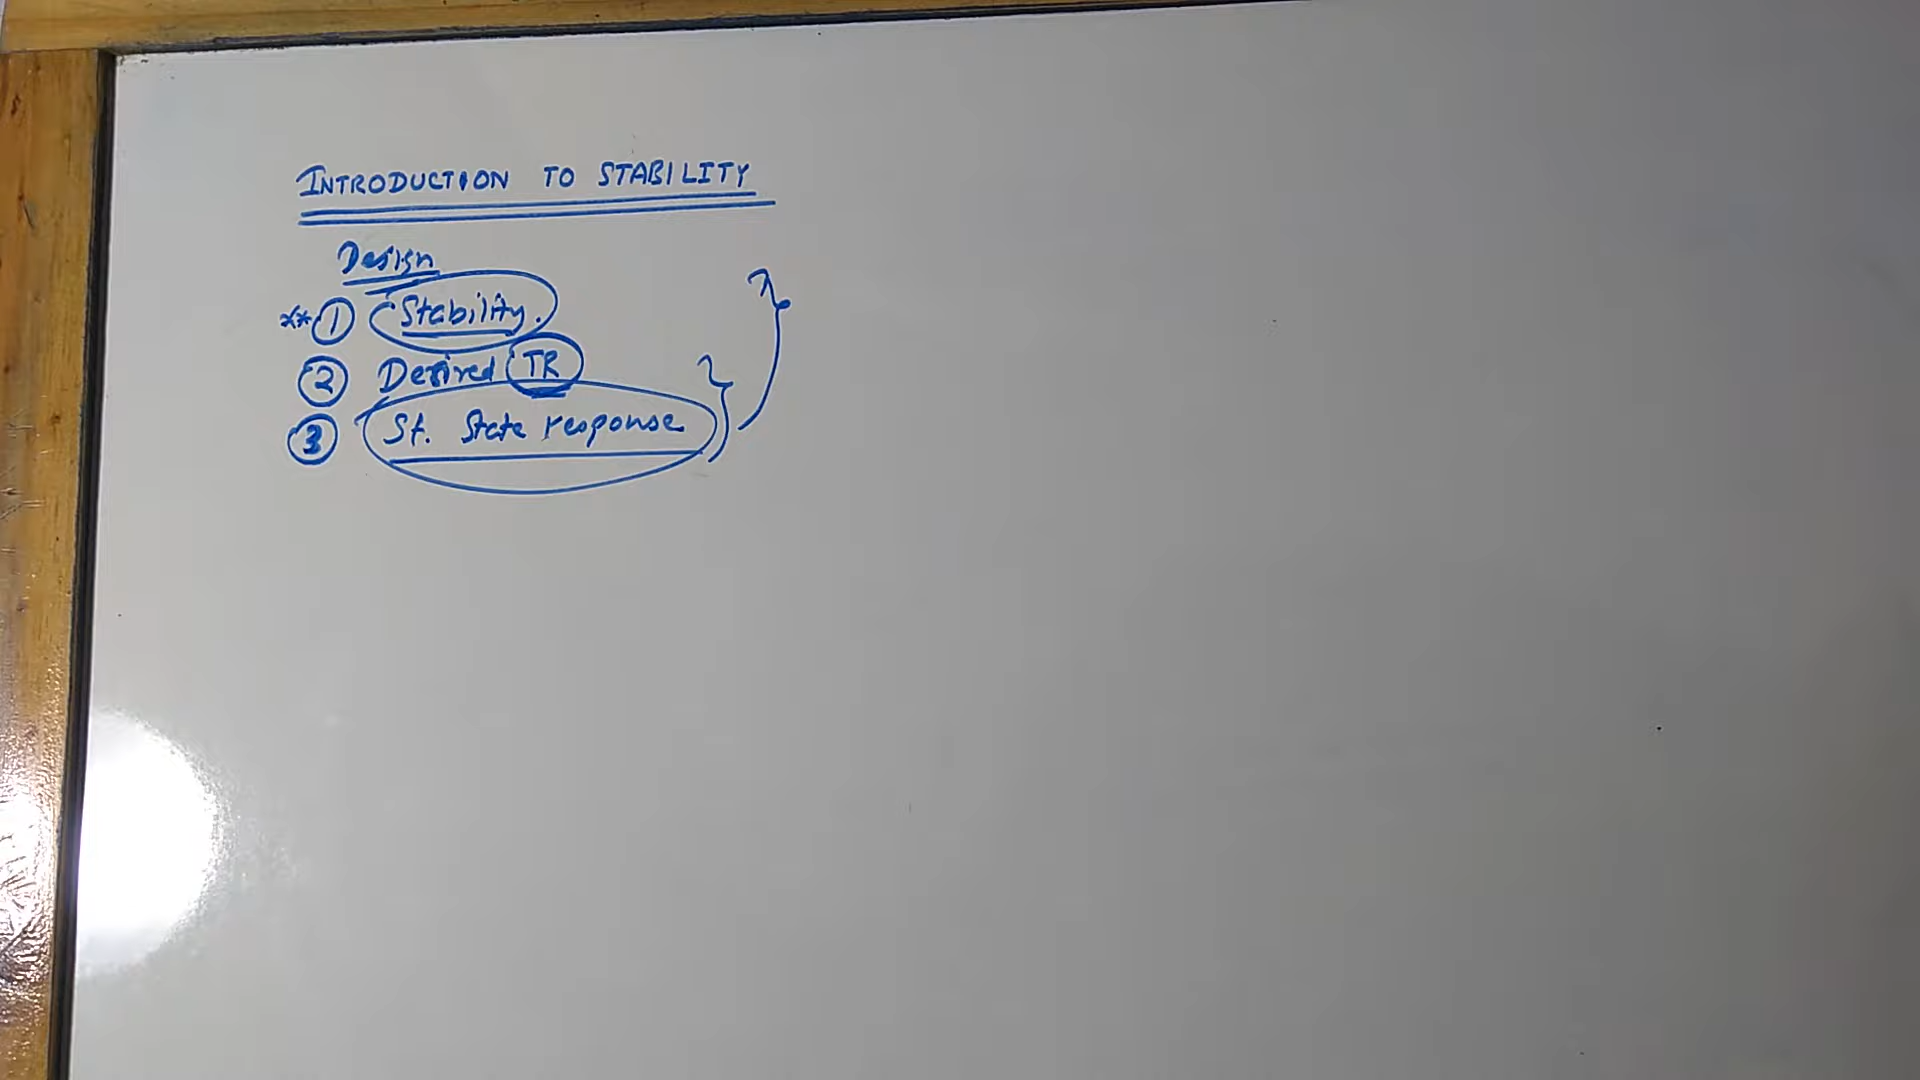 INTRODUCTION TO STABILITY
Design
** ① Stability.
② Desired TR
③ St. State response